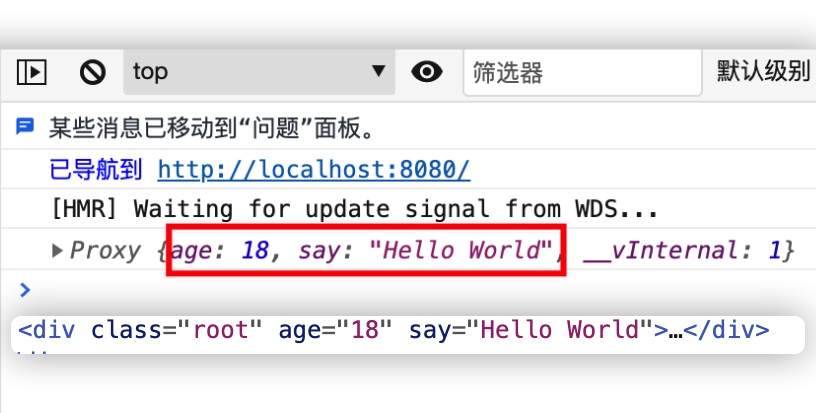 top 筛选器 默认级别
某些消息已移动到“问题”面板。
已导航到 http://localhost:8080/
[HMR] Waiting for update signal from WDS...
Proxy {age: 18, say: "Hello World", __vInternal: 1}
<div class="root" age="18" say="Hello World">…</div>